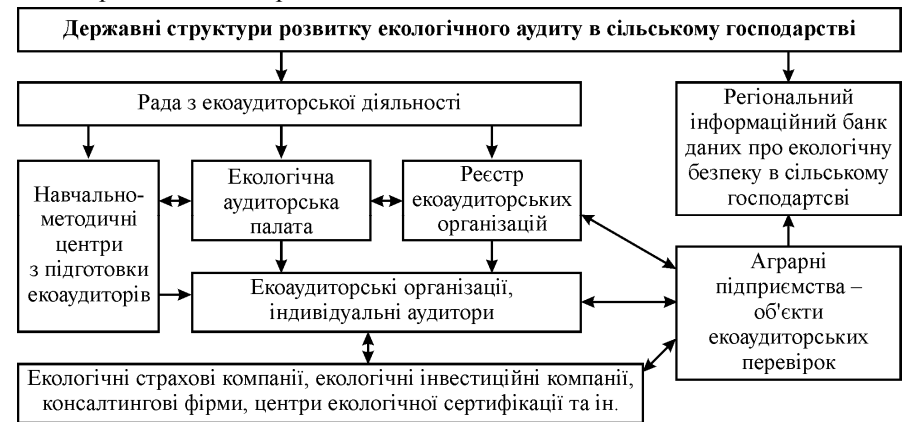 Державні структури розвитку екологічного аудиту в сільському господарстві
Рада з екоаудиторської діяльності
Регіональний
інформаційний банк
даних про екологічну
безпеку в сільському
господартсві
Навчально-
методичні
центри
з підготовки
екоаудиторів
Екологічна
аудиторська
палата
Реєстр
екоаудиторських
організацій
Екоаудиторські організації,
індивідуальні аудитори
Аграрні
підприємства –
об'єкти
екоаудиторських
перевірок
Екологічні страхові компанії, екологічні інвестиційні компанії,
консалтингові фірми, центри екологічної сертифікації та ін.